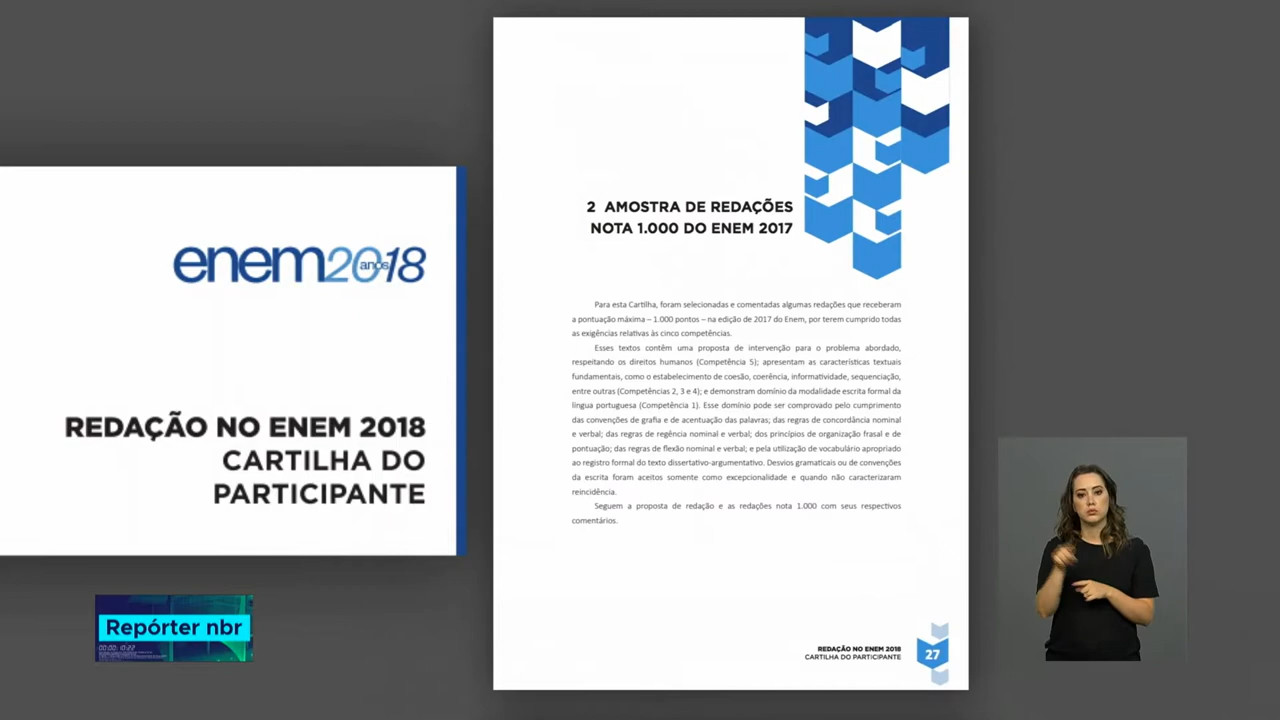 enem2018
anos
REDAÇÃO NO ENEM 2018
CARTILHA DO
PARTICIPANTE
Repórter nbr
2 AMOSTRA DE REDAÇÕES
NOTA 1.000 DO ENEM 2017
Para esta Cartilha, foram selecionadas e comentadas algumas redações que receberam
a pontuação máxima – 1.000 pontos – na edição de 2017 do Enem, por terem cumprido todas
as exigências relativas às cinco competências.
Esses textos contêm uma proposta de intervenção para o problema abordado,
respeitando os direitos humanos (Competência 5); apresentam as características textuais
fundamentais, como o estabelecimento de coesão, coerência, informatividade, sequenciação,
entre outras (Competências 2, 3 e 4); e demonstram domínio da modalidade escrita formal da
língua portuguesa (Competência 1). Esse domínio pode ser comprovado pelo cumprimento
das convenções de grafia e de acentuação das palavras; das regras de concordância nominal
e verbal; das regras de regência nominal e verbal; dos princípios de organização frasal e de
pontuação; das regras de flexão nominal e verbal; e pela utilização de vocabulário apropriado
ao registro formal do texto dissertativo-argumentativo. Desvios gramaticais ou de convenções
da escrita foram aceitos somente como excepcionalidade e quando não caracterizaram
reincidência.
Seguem a proposta de redação e as redações nota 1.000 com seus respectivos
comentários.
REDAÇÃO NO ENEM 2018
CARTILHA DO PARTICIPANTE
27